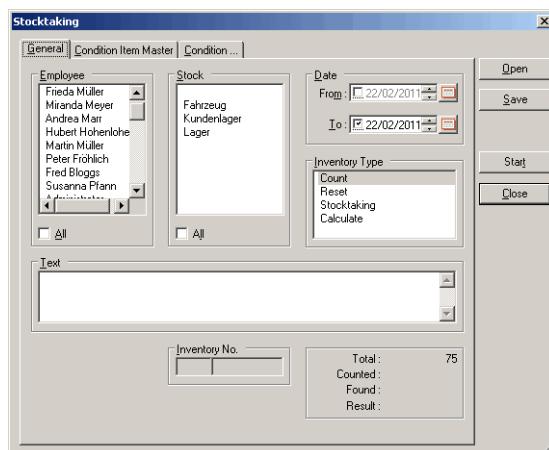 Stocktaking
General
Condition Item Master
Condition ...
Employee
Frieda Müller
Miranda Meyer
Andrea Marr
Hubert Hohenlohe
Martin Müller
Peter Fröhlich
Fred Bloggs
Susanna Pfann
All
Stock
Fahrzeug
Kundenlager
Lager
All
Date
From : 22/02/2011
To : 22/02/2011
Inventory Type
Count
Reset
Stocktaking
Calculate
Text
Inventory No.
Total : 75
Counted :
Found :
Result :
Open
Save
Start
Close